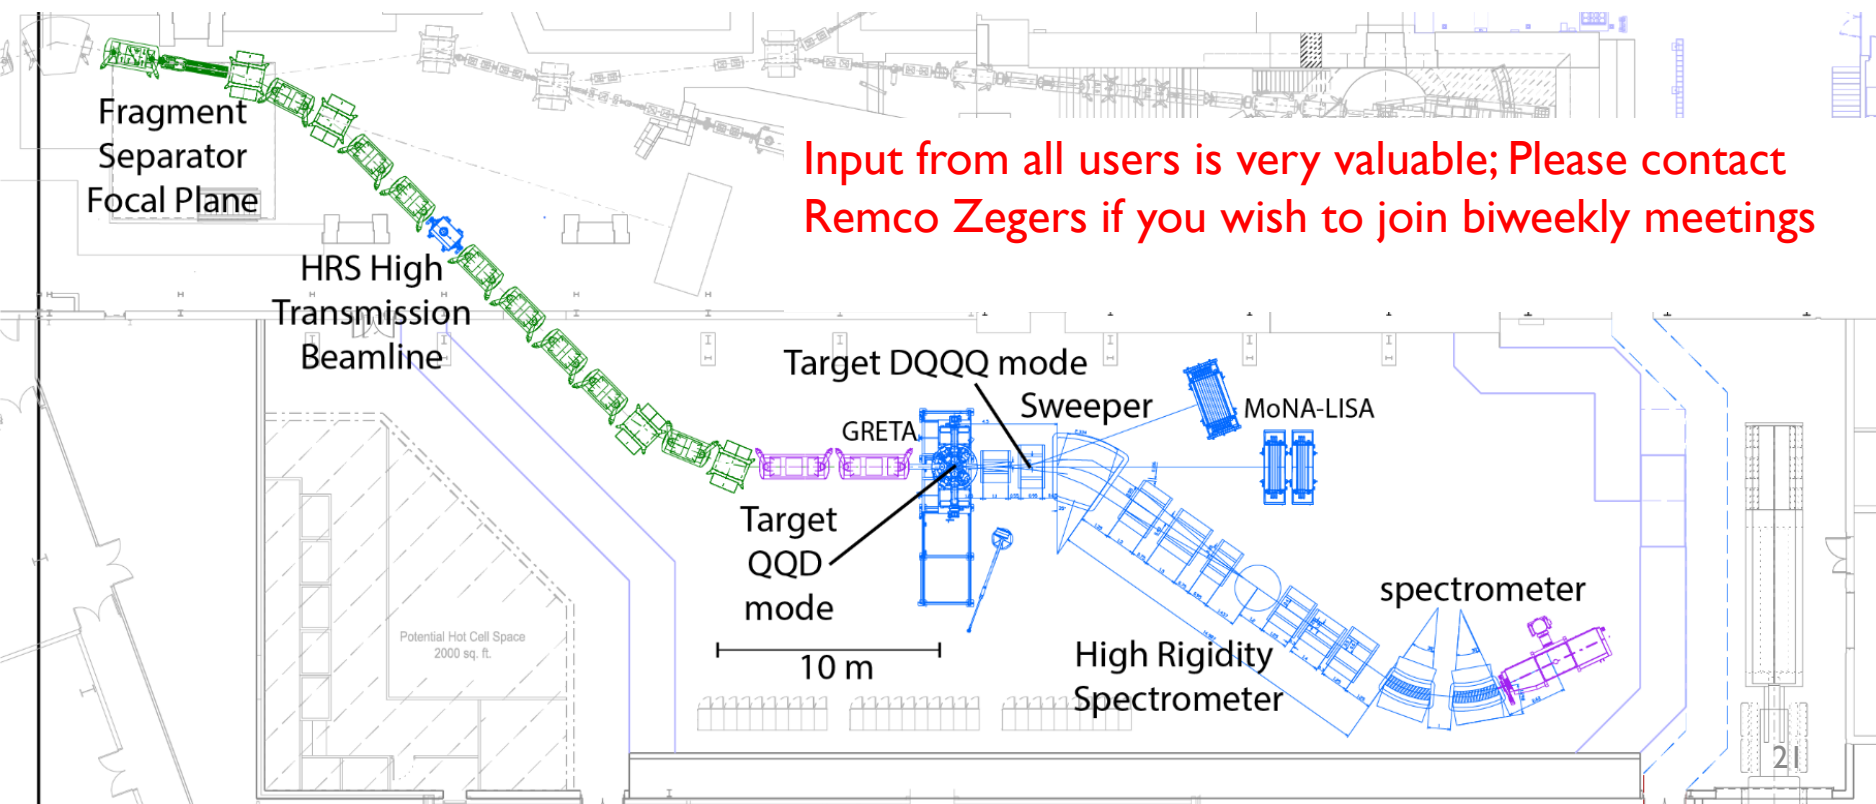 Fragment
Separator
Focal Plane
Input from all users is very valuable; Please contact
Remco Zegers if you wish to join biweekly meetings
HRS High
Transmission
Beamline
Target DQQQ mode
Sweeper
MoNA-LISA
GRETA
Target
QQD
mode
10 m
spectrometer
High Rigidity
Spectrometer
Potential Hot Cell Space
2000 sq. ft.
21